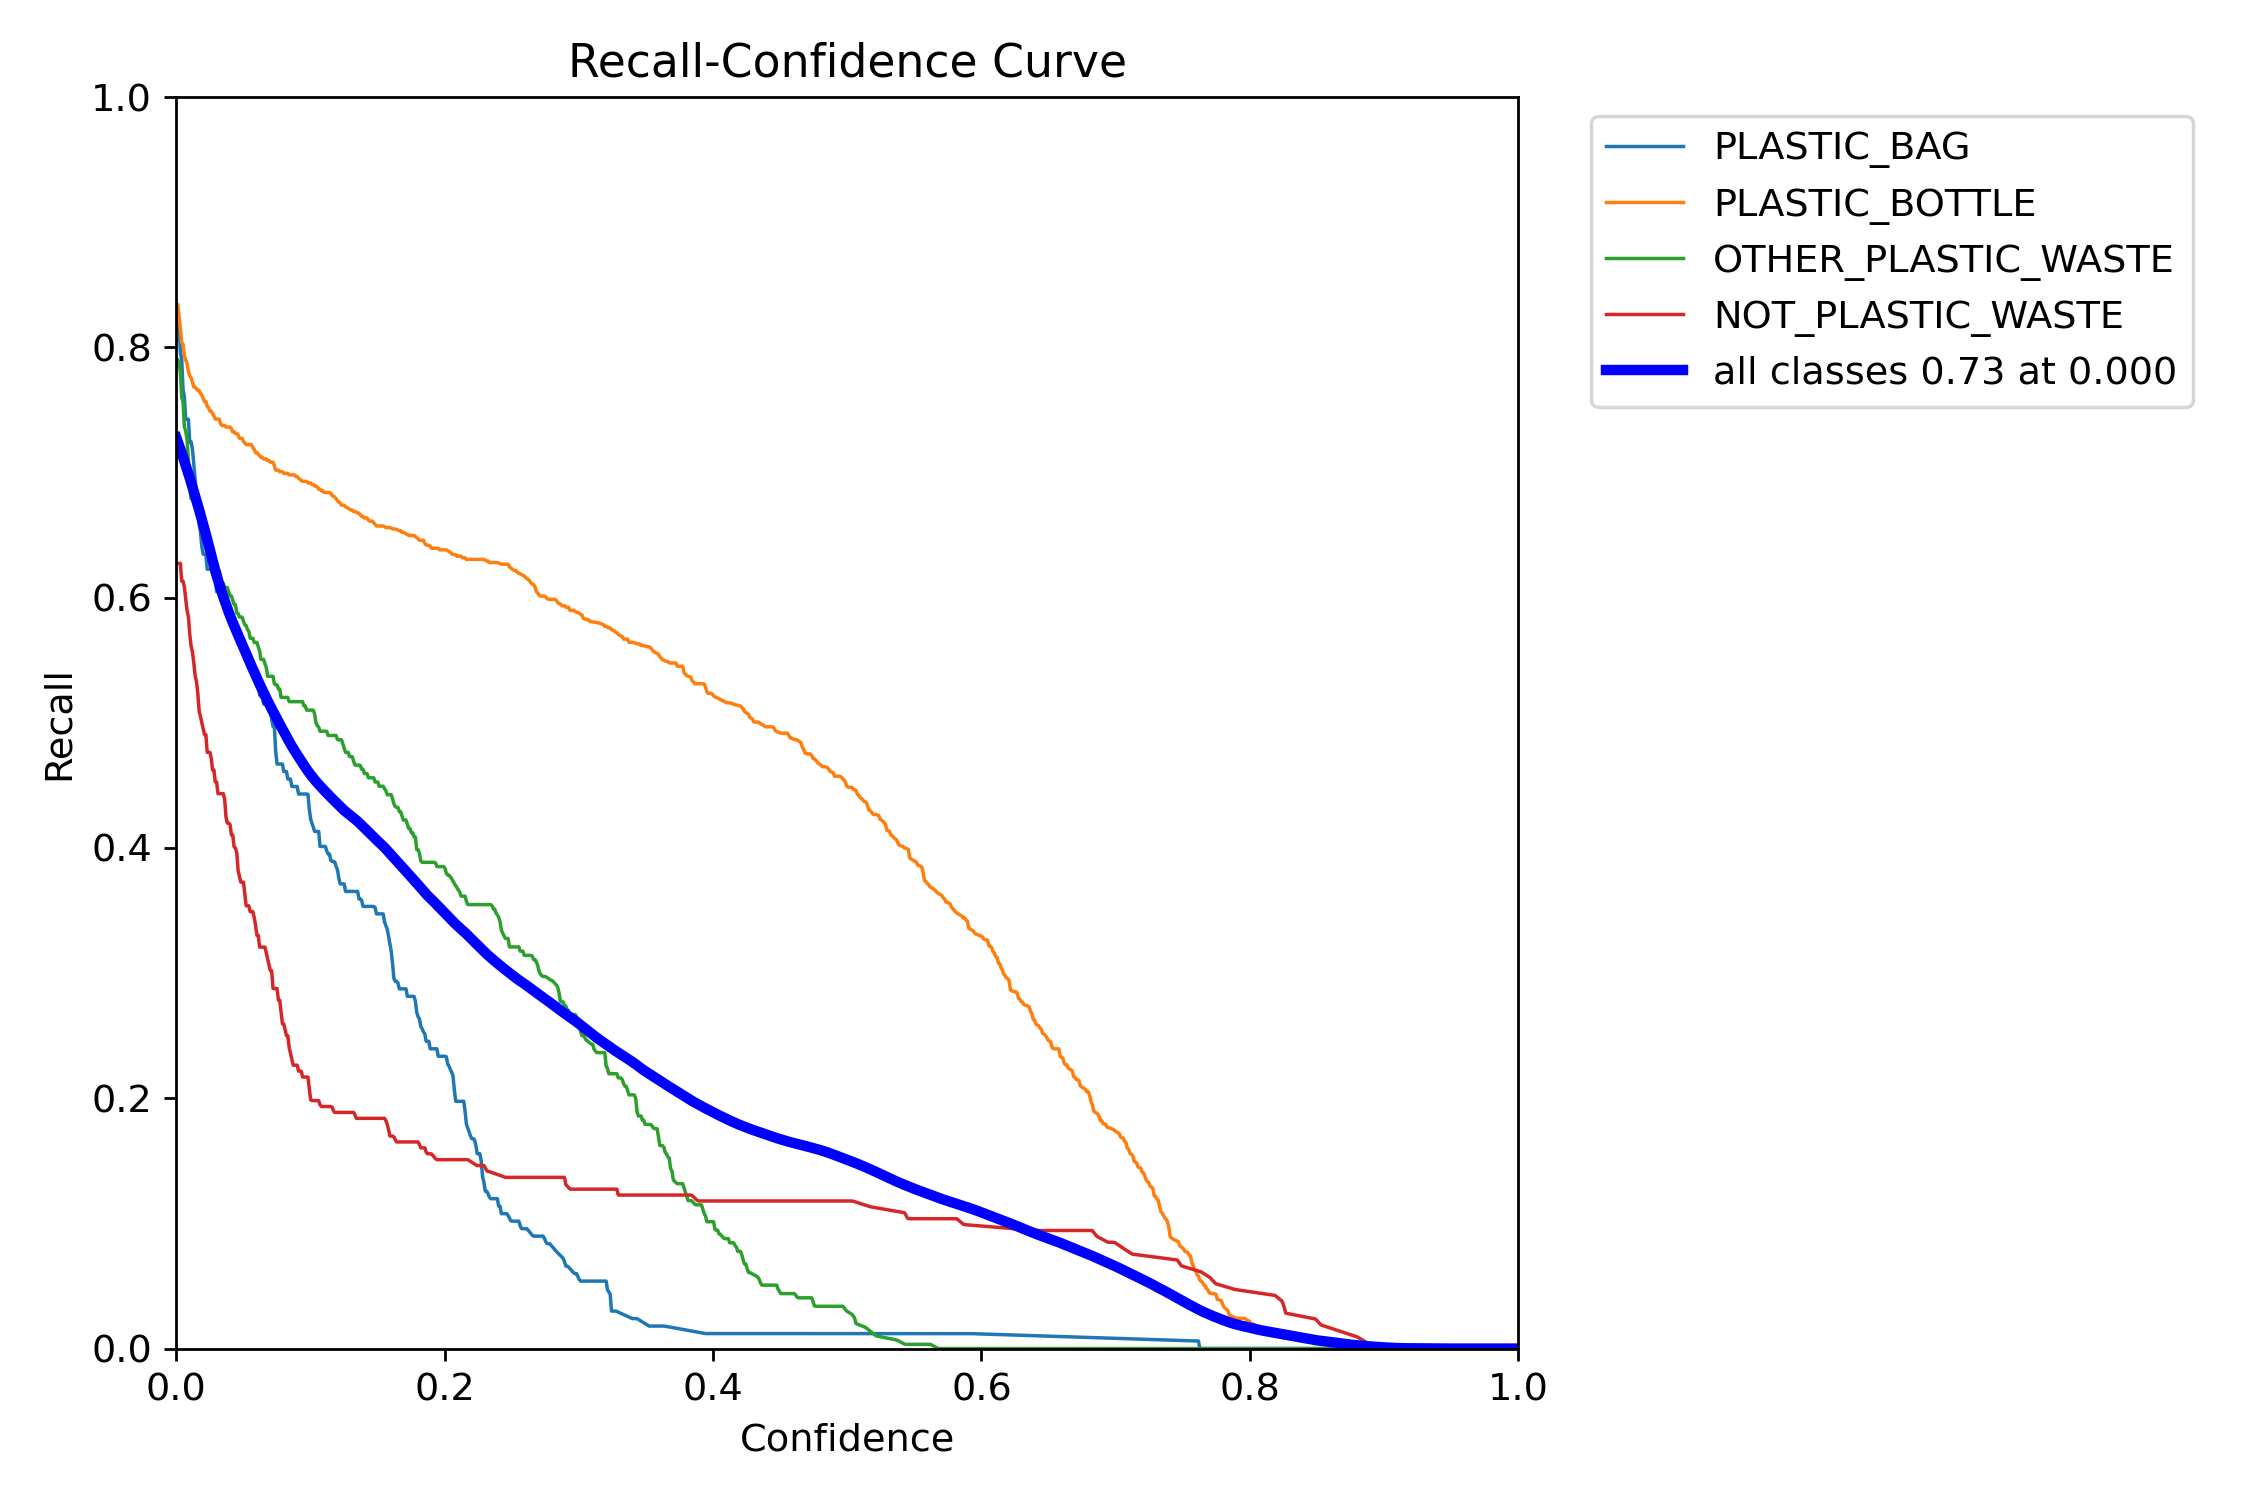 Recall-Confidence Curve
1.0
0.8
0.6
0.4
0.2
0.0
Recall
0.0 0.2 0.4 0.6 0.8 1.0
Confidence
PLASTIC_BAG
PLASTIC_BOTTLE
OTHER_PLASTIC_WASTE
NOT_PLASTIC_WASTE
all classes 0.73 at 0.000